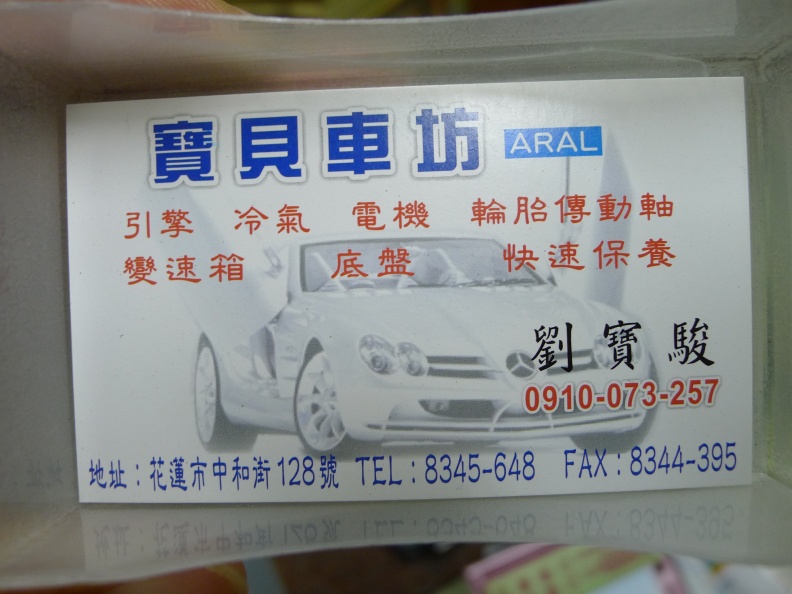 寶貝車坊 ARAL
引擎 冷氣 電機 輪胎傳動軸
變速箱 底盤 快速保養
劉寶駿
0910-073-257
地址：花蓮市中和街128號 TEL：8345-648 FAX：8344-395